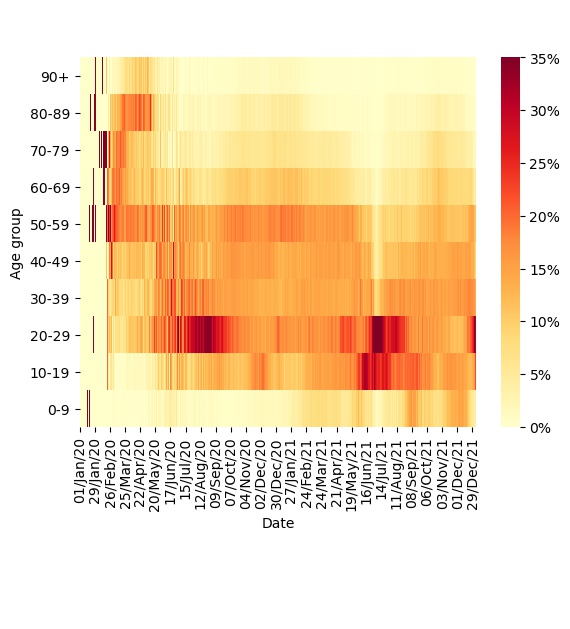 Age group
90+
80-89
70-79
60-69
50-59
40-49
30-39
20-29
10-19
0-9
35%
30%
25%
20%
15%
10%
5%
0%
01/Jan/20
29/Jan/20
26/Feb/20
25/Mar/20
22/Apr/20
20/May/20
17/Jun/20
15/Jul/20
12/Aug/20
09/Sep/20
07/Oct/20
04/Nov/20
02/Dec/20
30/Dec/20
27/Jan/21
24/Feb/21
24/Mar/21
21/Apr/21
19/May/21
16/Jun/21
14/Jul/21
11/Aug/21
08/Sep/21
06/Oct/21
03/Nov/21
01/Dec/21
29/Dec/21
Date